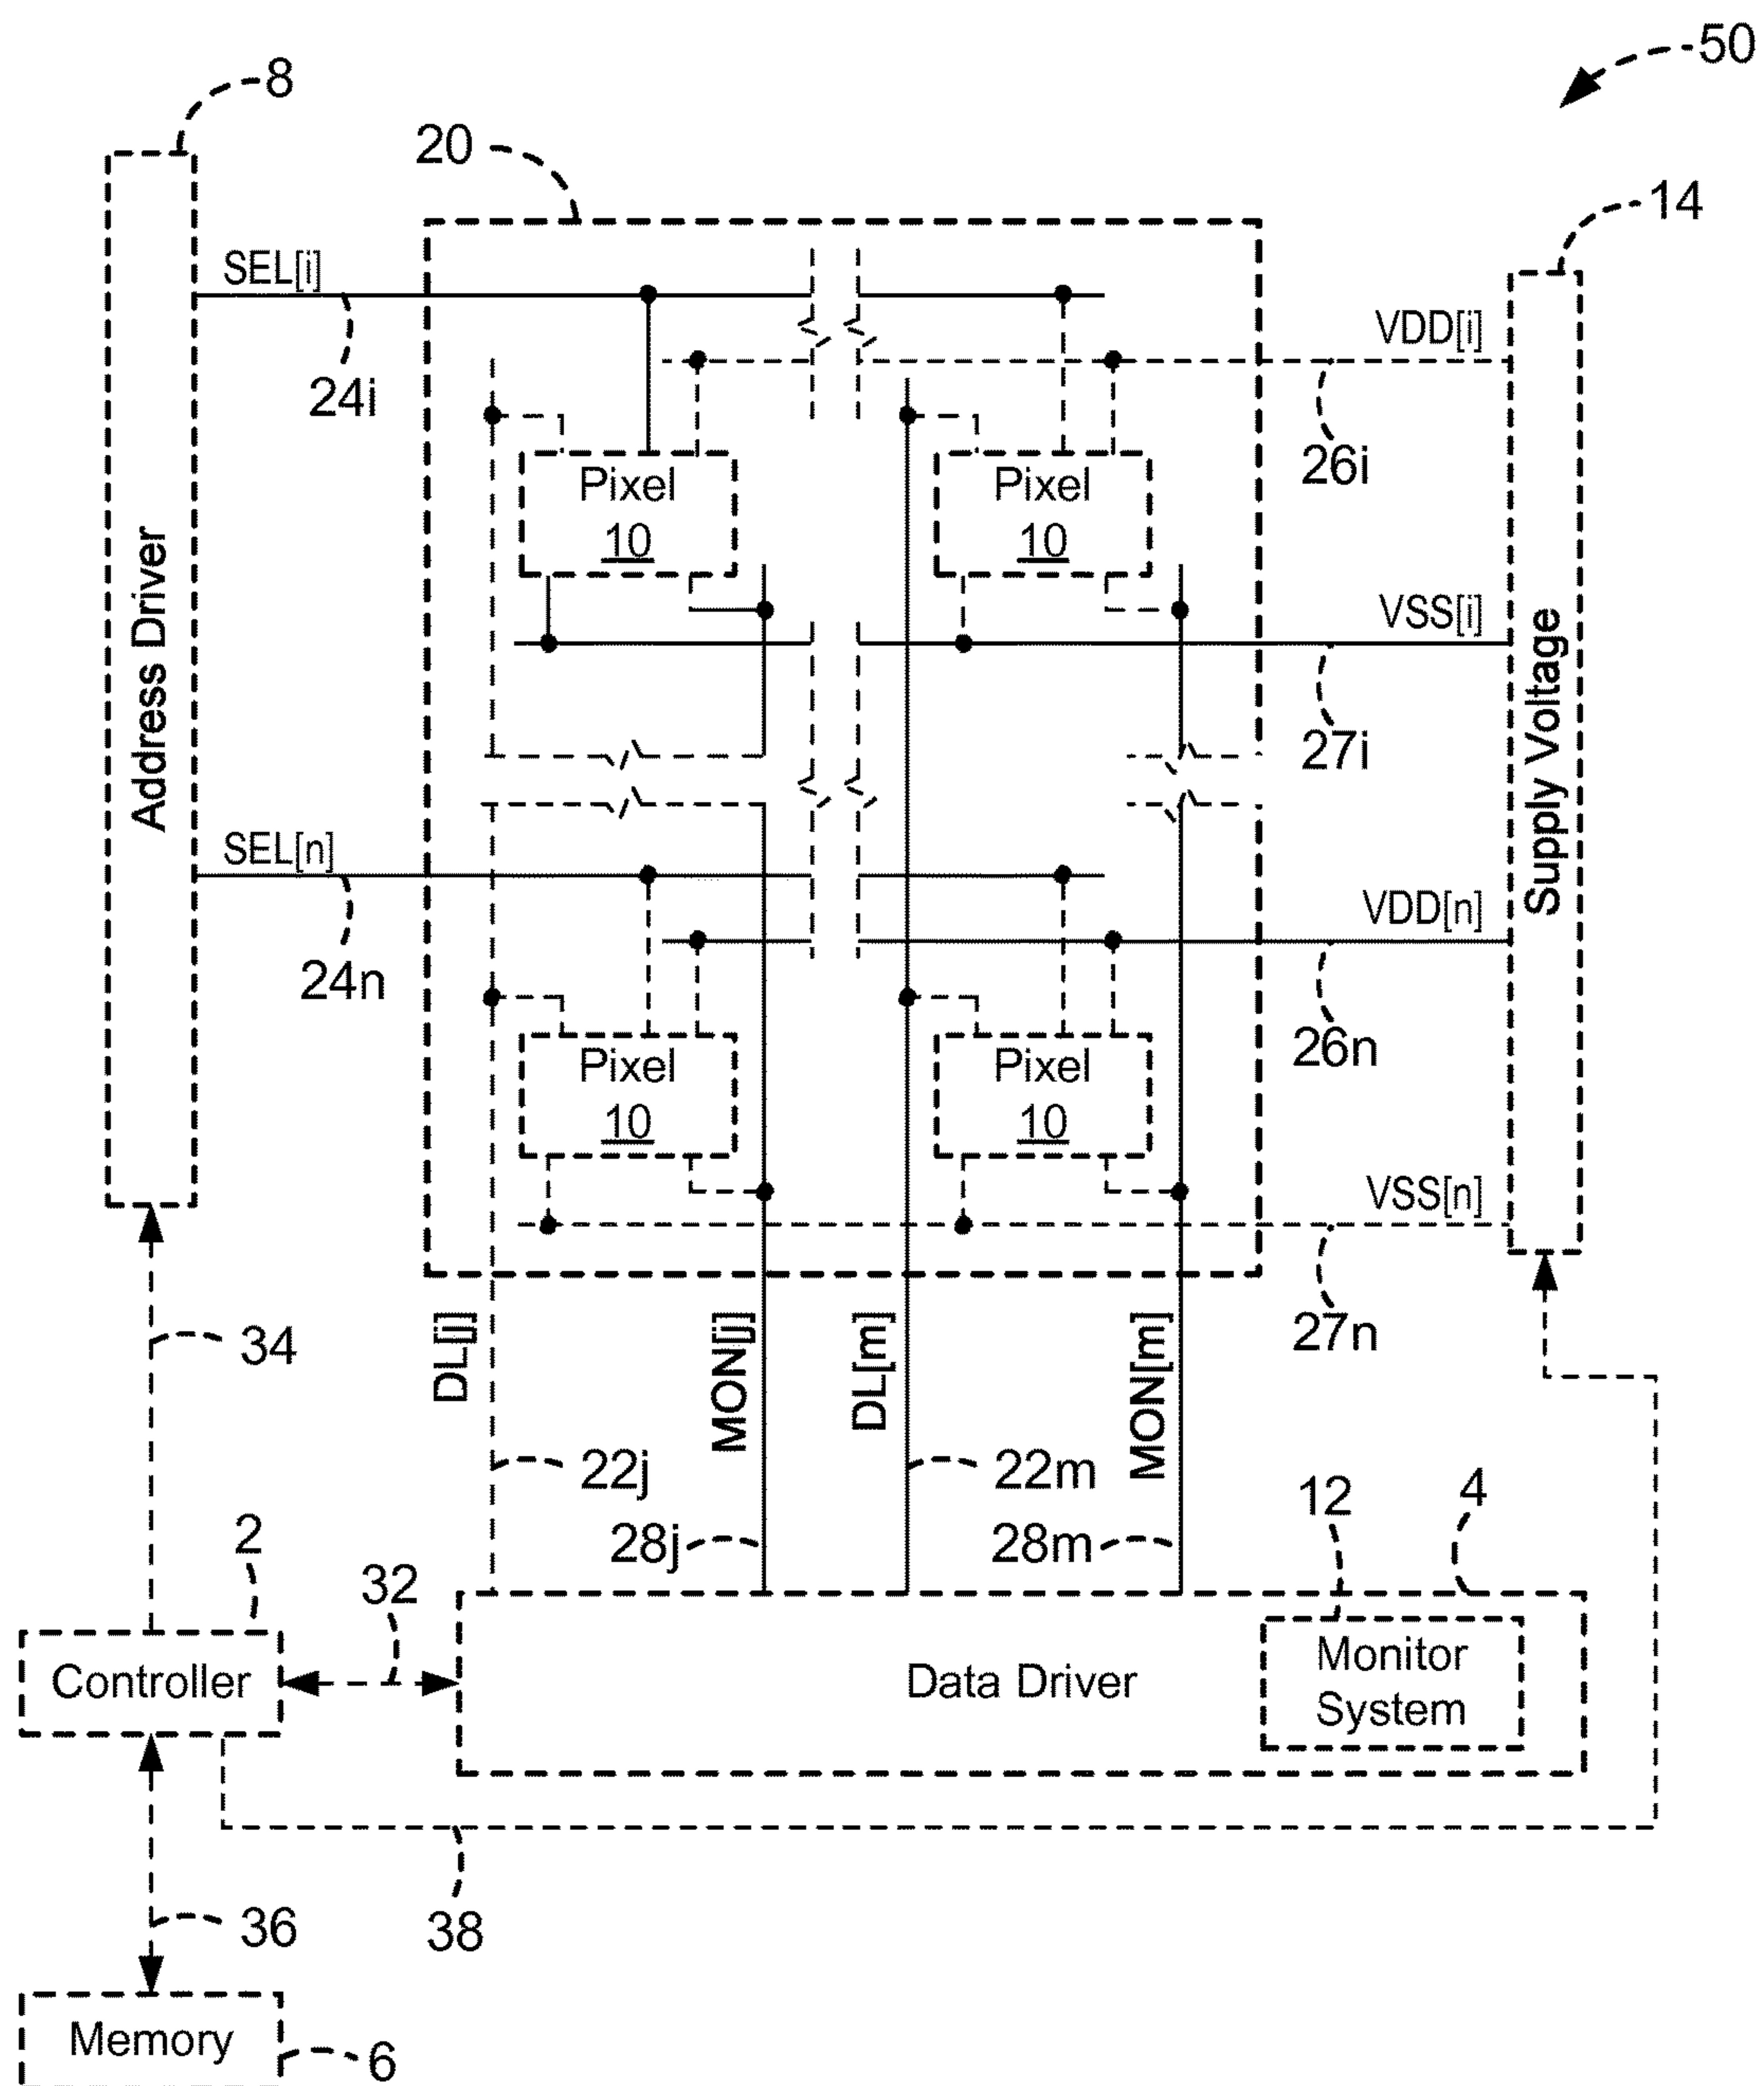 50
8
20
14
SEL[i]
VDD[i]
24i
26i
Pixel
10
Pixel
10
Address Driver
Supply Voltage
VSS[i]
27i
SEL[n]
VDD[n]
24n
26n
Pixel
10
Pixel
10
VSS[n]
27n
34
DL[j]
MON[j]
DL[m]
MON[m]
22j
22m
28j
28m
12
4
2
32
Controller
Data Driver
Monitor
System
36
38
Memory
6